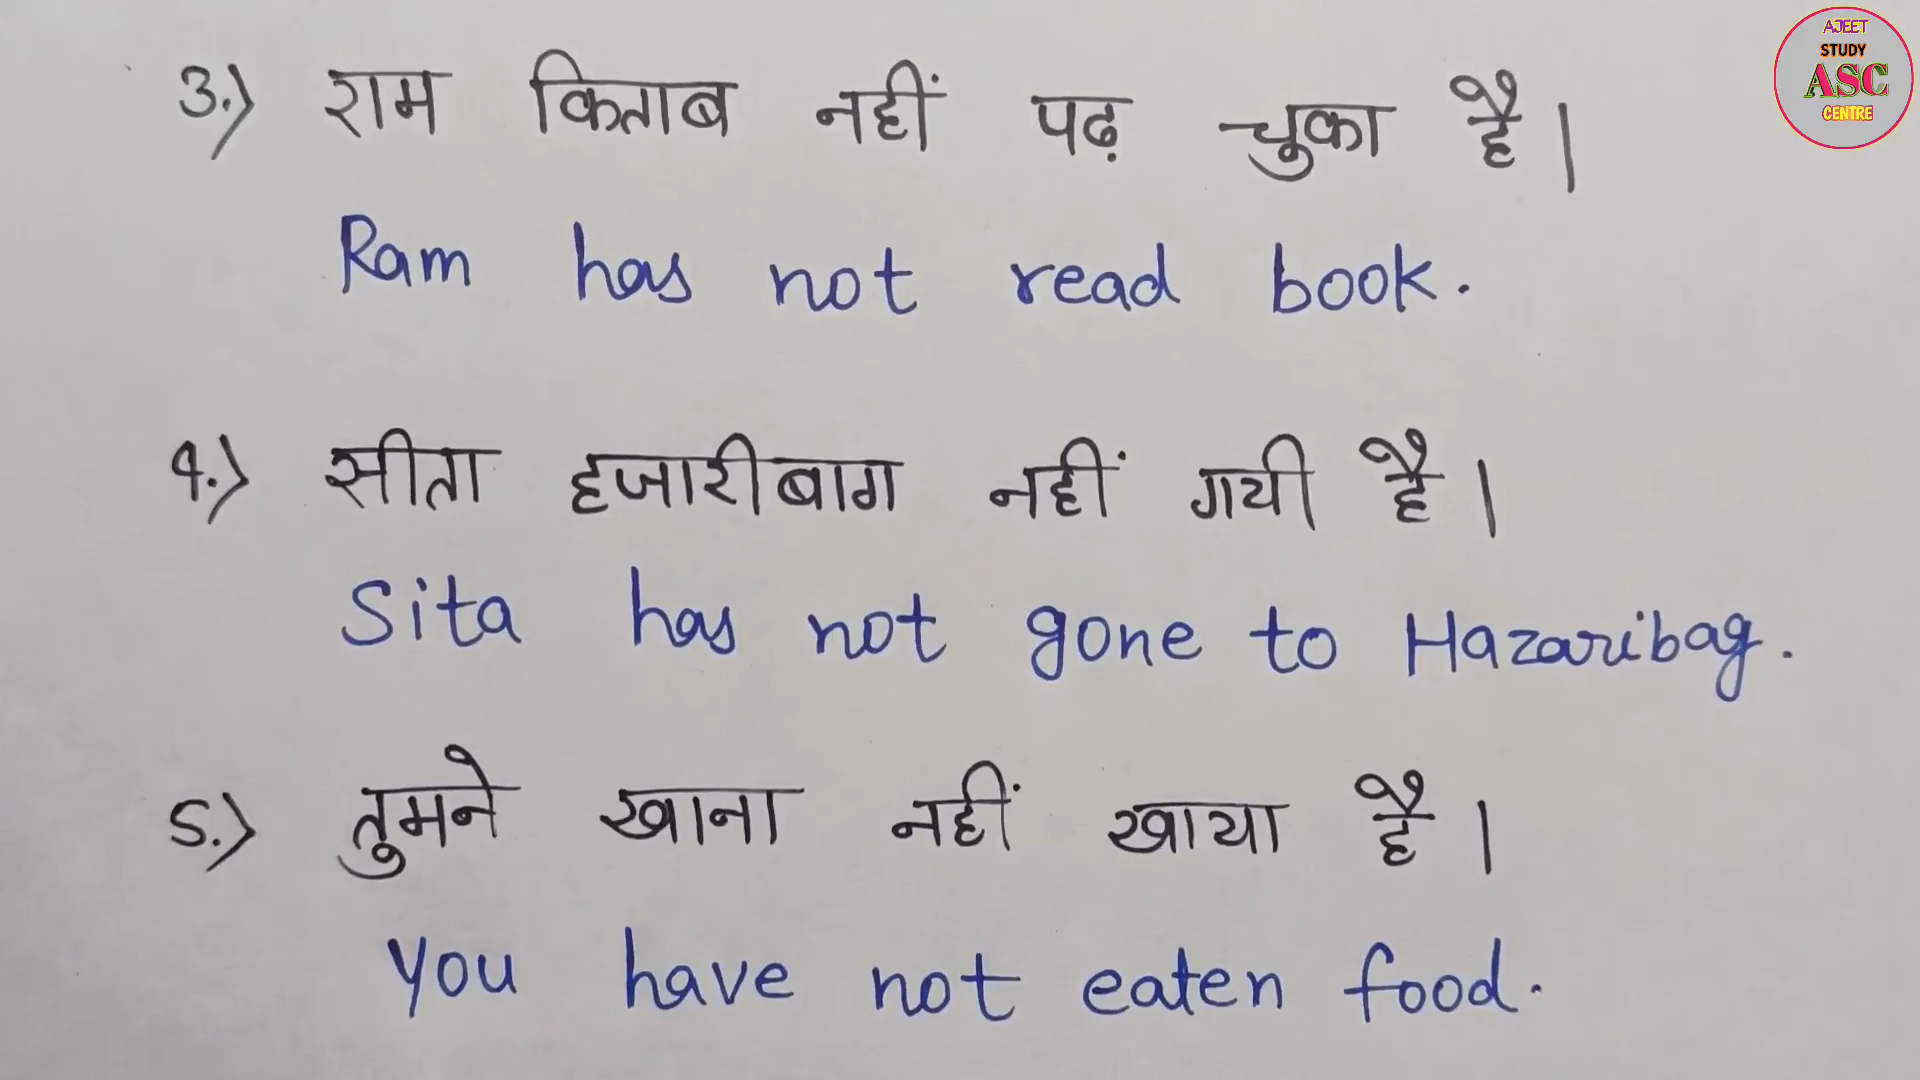 AJEET
STUDY
ASC
CENTRE
3.) राम किताब नहीं पढ़ चुका है।
Ram has not read book.
4.) सीता हजारीबाग नहीं गयी है।
Sita has not gone to Hazaribag.
5.) तुमने खाना नहीं खाया है।
You have not eaten food.